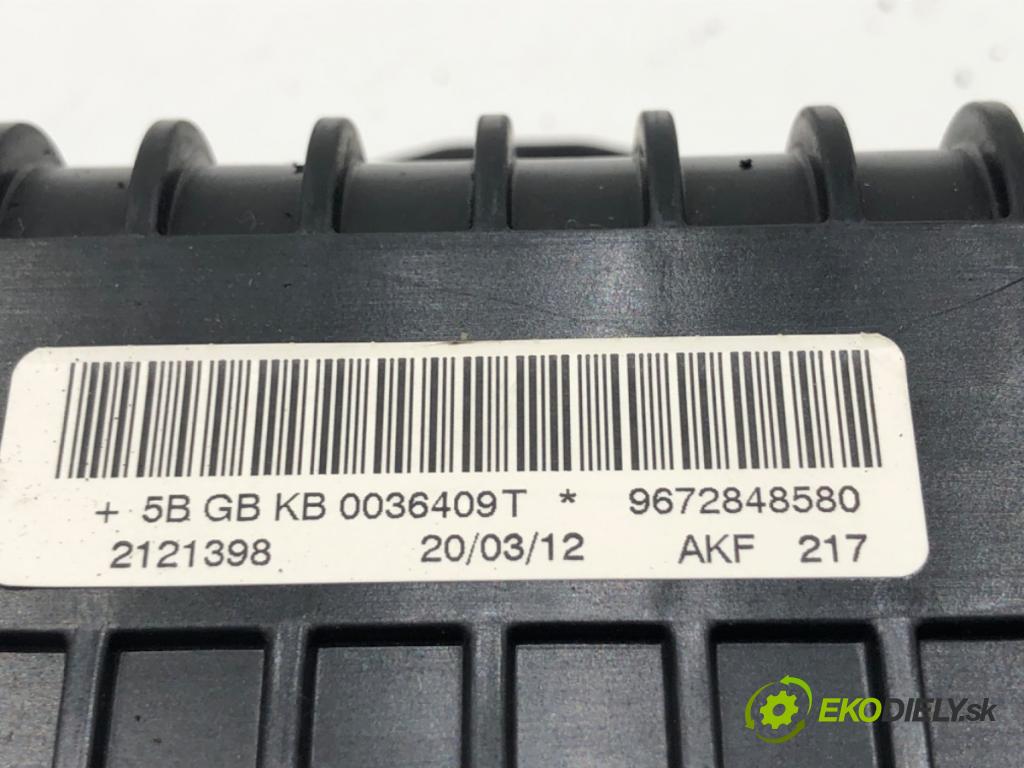 + 5B GB KB 0036409T * 9672848580
2121398 20/03/12 AKF 217
EKODIELY.sk